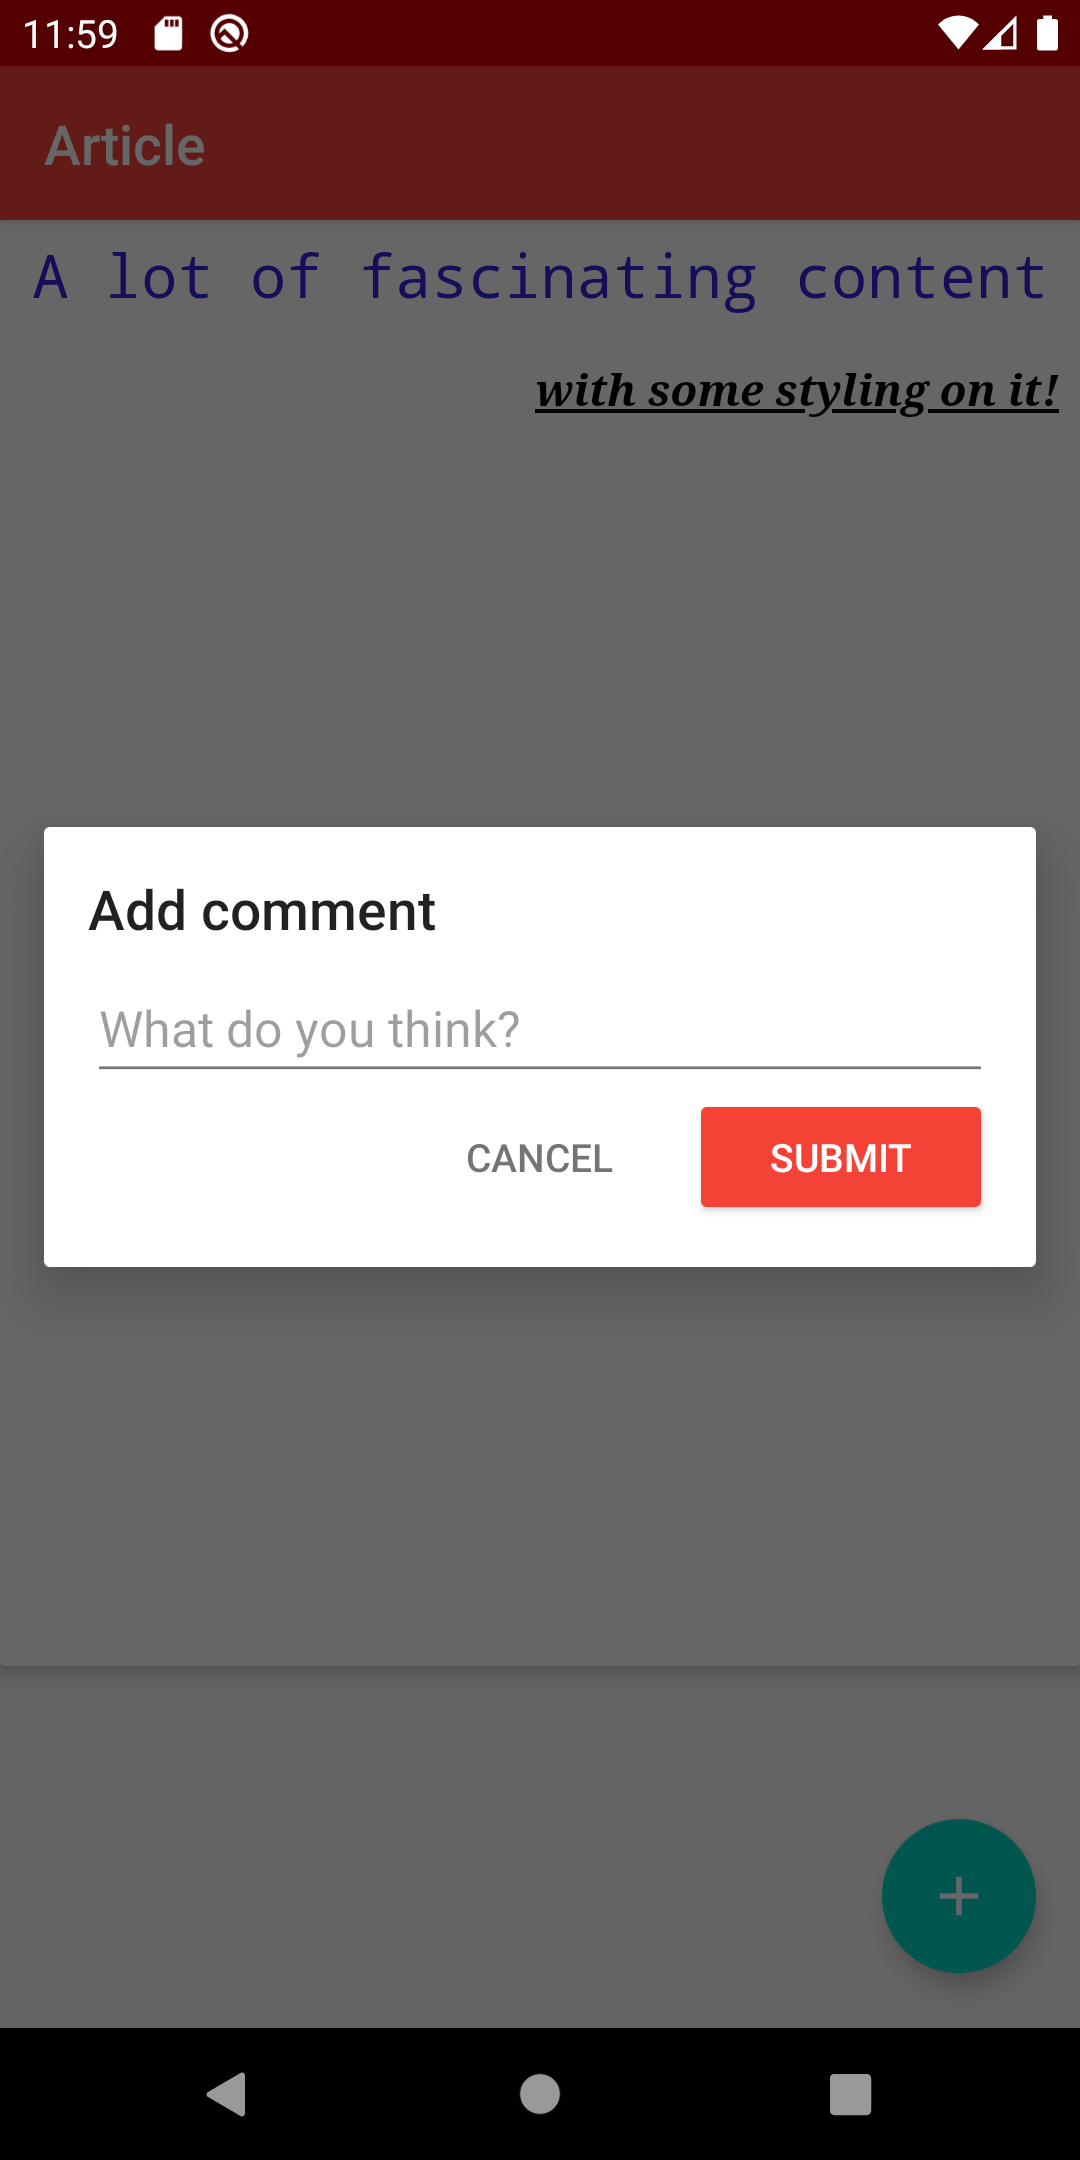 11:59
Article
A lot of fascinating content
with some styling on it!
Add comment
What do you think?
CANCEL
SUBMIT